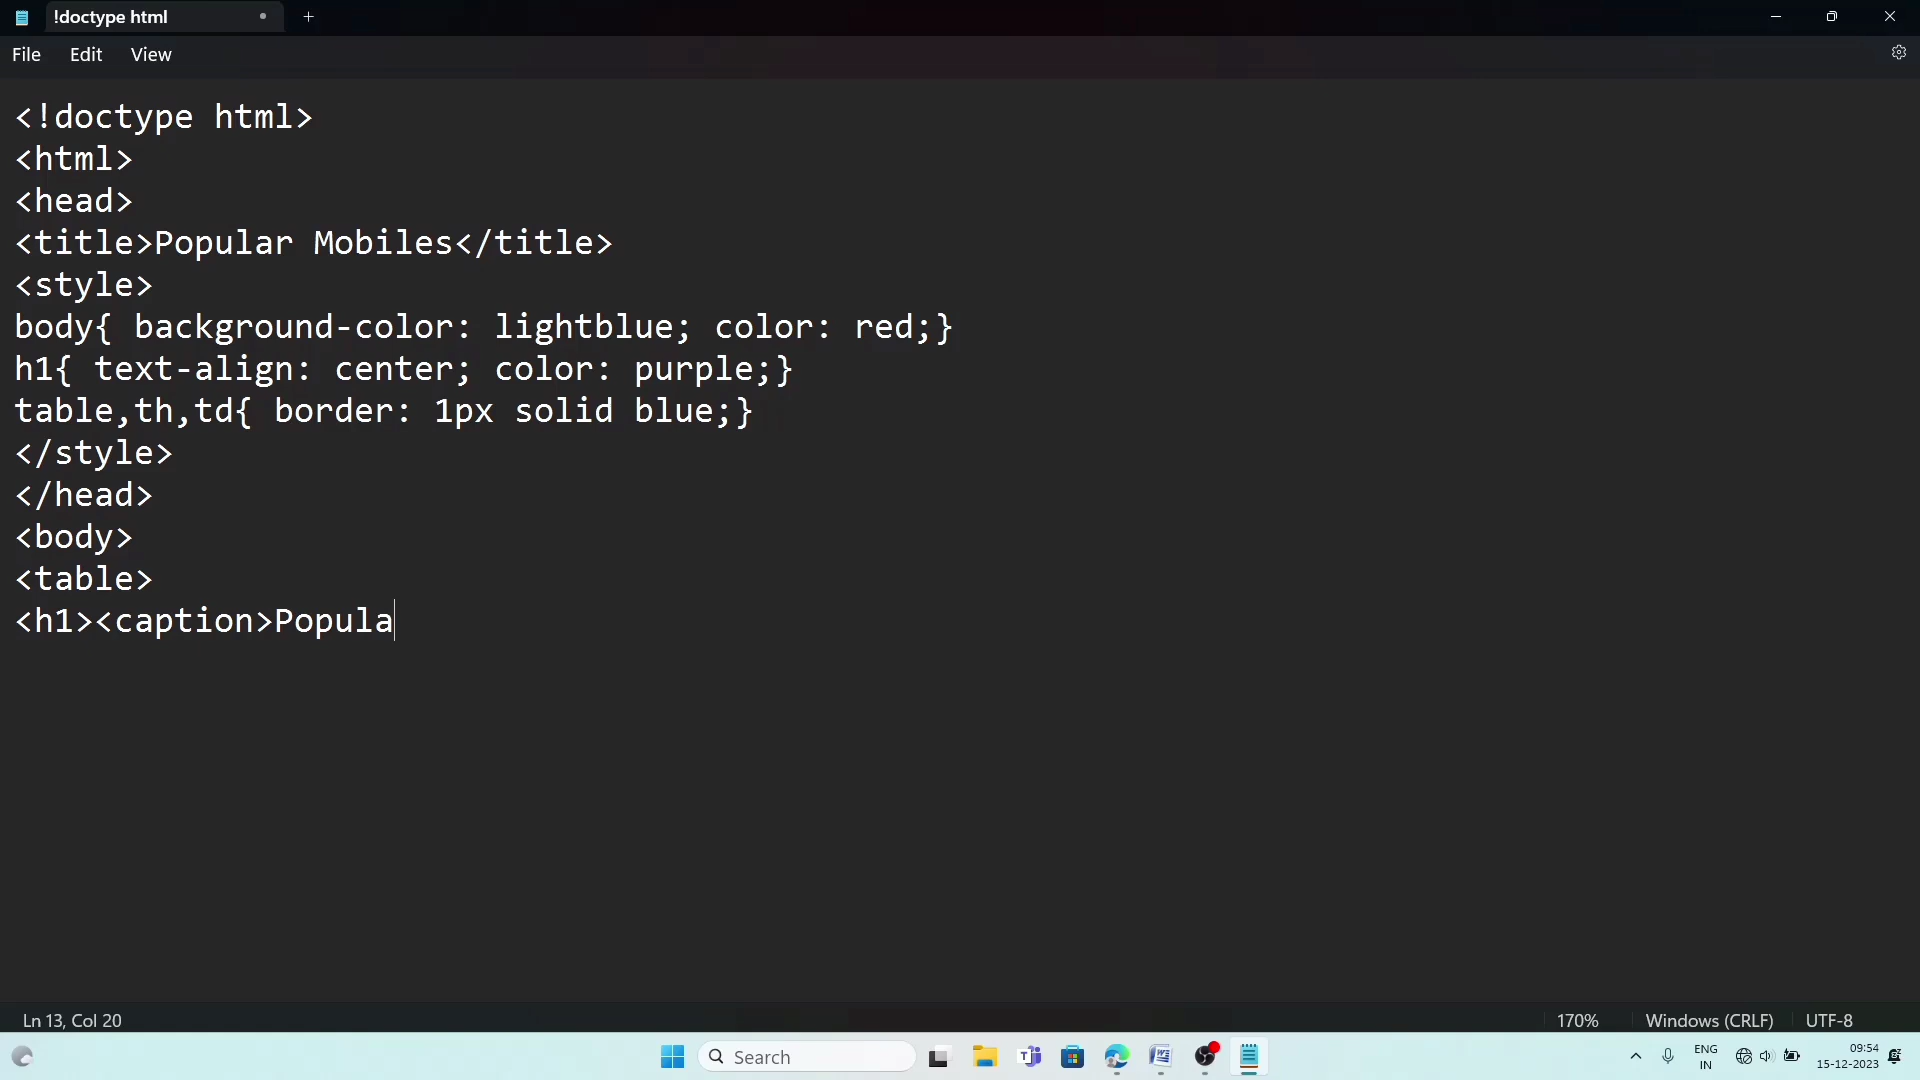 !doctype html
File Edit View
<!doctype html>
<html>
<head>
<title>Popular Mobiles</title>
<style>
body{ background-color: lightblue; color: red;}
h1{ text-align: center; color: purple;}
table,th,td{ border: 1px solid blue;}
</style>
</head>
<body>
<table>
<h1><caption>Popula
Ln 13, Col 20 170% Windows (CRLF) UTF-8
Search ENG IN 09:54 15-12-2023